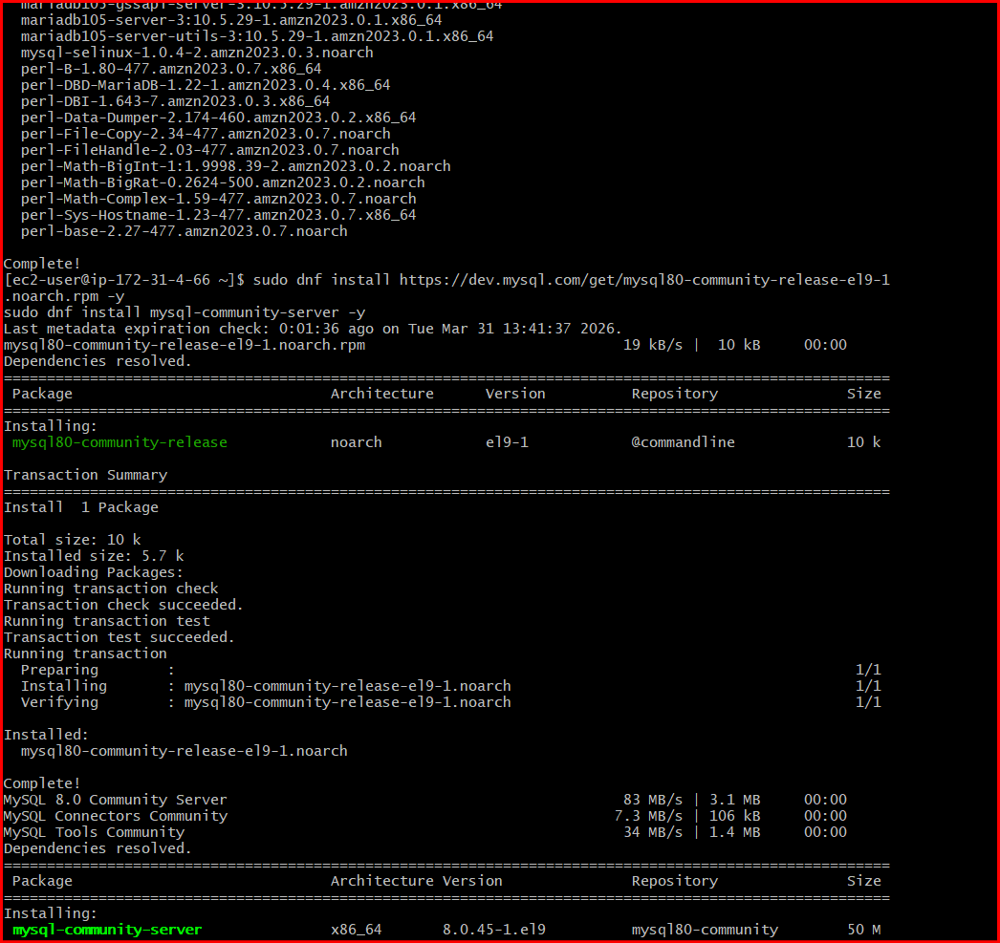 mariadb105-gssapi-server-3:10.5.29-1.amzn2023.0.1.x86_64
mariadb105-server-3:10.5.29-1.amzn2023.0.1.x86_64
mariadb105-server-utils-3:10.5.29-1.amzn2023.0.1.x86_64
mysql-selinux-1.0.4-2.amzn2023.0.3.noarch
perl-B-1.80-477.amzn2023.0.7.x86_64
perl-DBD-MariaDB-1.22-1.amzn2023.0.4.x86_64
perl-DBI-1.643-7.amzn2023.0.3.x86_64
perl-Data-Dumper-2.174-460.amzn2023.0.2.x86_64
perl-File-Copy-2.34-477.amzn2023.0.7.noarch
perl-FileHandle-2.03-477.amzn2023.0.7.noarch
perl-Math-BigInt-1:1.9998.39-2.amzn2023.0.2.noarch
perl-Math-BigRat-0.2624-500.amzn2023.0.2.noarch
perl-Math-Complex-1.59-477.amzn2023.0.7.noarch
perl-Sys-Hostname-1.23-477.amzn2023.0.7.x86_64
perl-base-2.27-477.amzn2023.0.7.noarch
Complete!
[ec2-user@ip-172-31-4-66 ~]$ sudo dnf install https://dev.mysql.com/get/mysql80-community-release-el9-1
.noarch.rpm -y
sudo dnf install mysql-community-server -y
Last metadata expiration check: 0:01:36 ago on Tue Mar 31 13:41:37 2026.
mysql80-community-release-el9-1.noarch.rpm 19 kB/s | 10 kB 00:00
Dependencies resolved.
=======================================================================================================
Package Architecture Version Repository Size
=======================================================================================================
Installing:
mysql80-community-release noarch el9-1 @commandline 10 k
Transaction Summary
=======================================================================================================
Install 1 Package
Total size: 10 k
Installed size: 5.7 k
Downloading Packages:
Running transaction check
Transaction check succeeded.
Running transaction test
Transaction test succeeded.
Running transaction
Preparing : 1/1
Installing : mysql80-community-release-el9-1.noarch 1/1
Verifying : mysql80-community-release-el9-1.noarch 1/1
Installed:
mysql80-community-release-el9-1.noarch
Complete!
MySQL 8.0 Community Server 83 MB/s | 3.1 MB 00:00
MySQL Connectors Community 7.3 MB/s | 106 kB 00:00
MySQL Tools Community 34 MB/s | 1.4 MB 00:00
Dependencies resolved.
=======================================================================================================
Package Architecture Version Repository Size
=======================================================================================================
Installing:
mysql-community-server x86_64 8.0.45-1.el9 mysql80-community 50 M